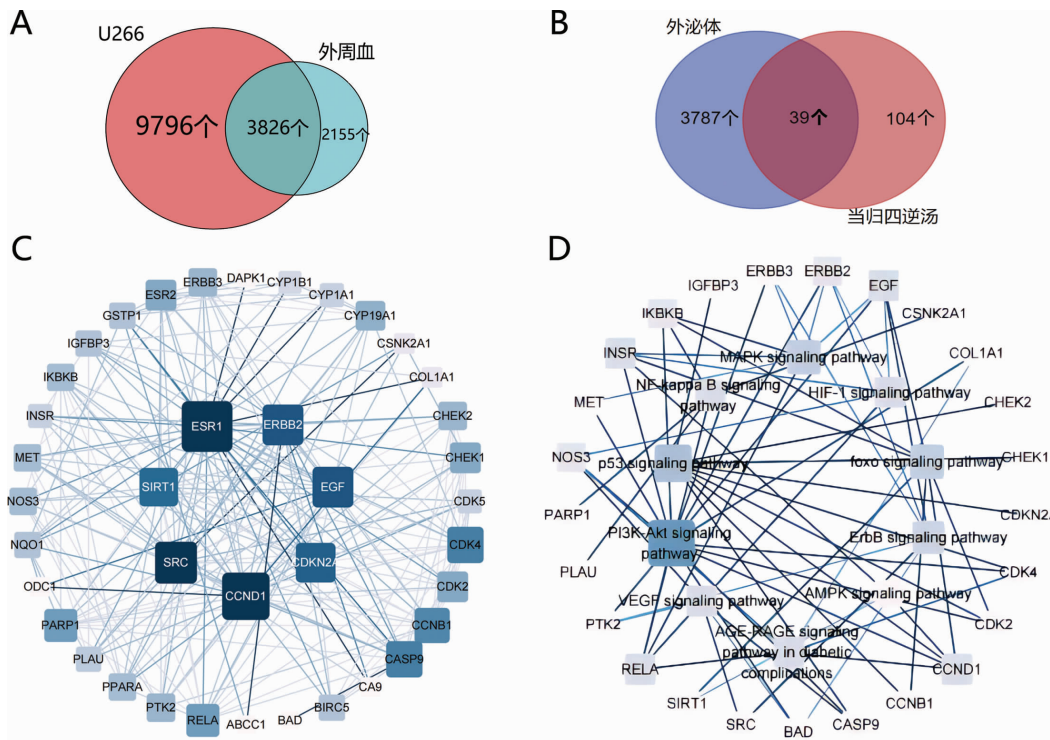 A
U266
外周血
9796个
3826个
2155个
B
外泌体
3787个
39个
104个
当归四逆汤
C
DAPK1
ERBB3
CYP1B1
ESR2
CYP1A1
GSTP1
CYP19A1
IGFBP3
CSNK2A1
IKBKB
COL1A1
INSR
CHEK2
MET
CHEK1
NOS3
CDK5
NQO1
CDK4
ODC1
CDK2
PARP1
CCNB1
PLAU
CASP9
PPARA
CA9
PTK2
BIRC5
RELA
ABCC1
BAD
ESR1
ERBB2
SIRT1
EGF
SRC
CDKN2A
CCND1
D
ERBB3
ERBB2
IGFBP3
EGF
IKBKB
CSNK2A1
INSR
MAPK signaling pathway
COL1A1
NF-kappa B signaling
pathway
HIF-1 signaling pathway
MET
CHEK2
NOS3
p53 signaling pathway
foxo signaling pathway
CHEK1
PARP1
CDKN2A
PI3K-Akt signaling
pathway
ErbB signaling pathway
PLAU
CDK4
VEGF signaling pathway
AMPK signaling pathway
PTK2
CDK2
AGE-RAGE signaling
pathway in diabetic
complications
RELA
CCND1
SIRT1
CCNB1
SRC
CASP9
BAD